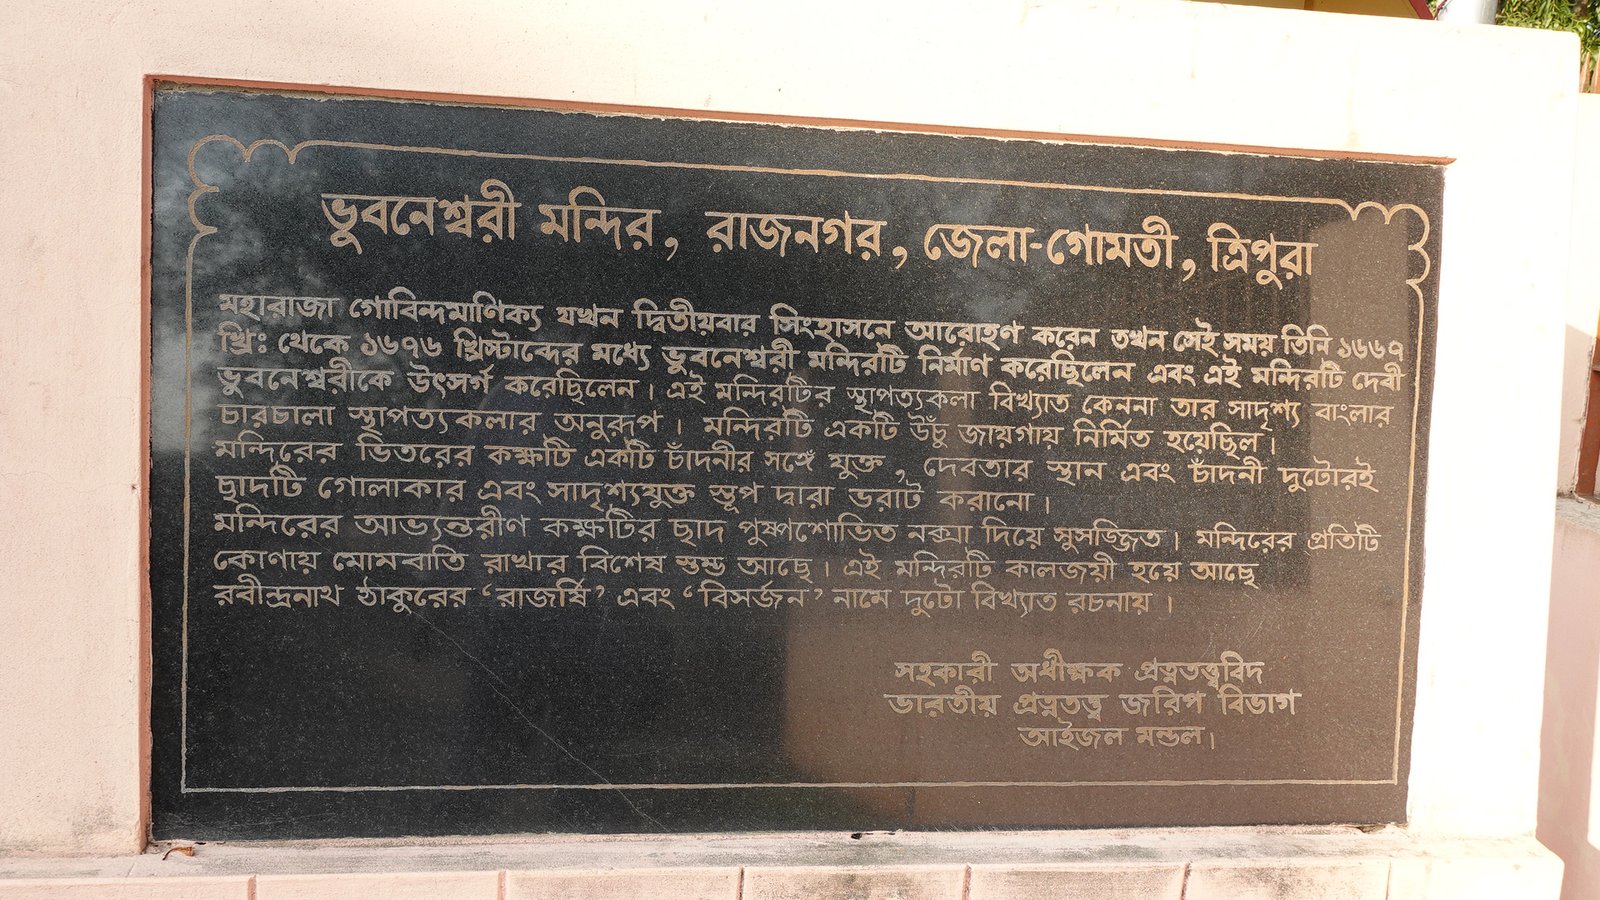 ভুবনেশ্বরী মন্দির, রাজনগর, জেলা-গোমতী, ত্রিপুরা
মহারাজা গোবিন্দমাণিক্য যখন দ্বিতীয়বার সিংহাসনে আরোহণ করেন তখন সেই সময় তিনি ১৬৬৭
খ্রিঃ থেকে ১৬৭৬ খ্রিস্টাব্দের মধ্যে ভুবনেশ্বরী মন্দিরটি নির্মাণ করেছিলেন এবং এই মন্দিরটি দেবী
ভুবনেশ্বরীকে উৎসর্গ করেছিলেন। এই মন্দিরটির স্থাপত্যকলা বিখ্যাত কেননা তার সাদৃশ্য বাংলার
চারচালা স্থাপত্যকলার অনুরূপ। মন্দিরটি একটি উঁচু জায়গায় নির্মিত হয়েছিল।
মন্দিরের ভিতরের কক্ষটি একটি চাঁদনীর সঙ্গে যুক্ত, দেবতার স্থান এবং চাঁদনী দুটোরই
ছাদটি গোলাকার এবং সাদৃশ্যযুক্ত স্তূপ দ্বারা ভরাট করানো।
মন্দিরের আভ্যন্তরীণ কক্ষটির ছাদ পুষ্পশোভিত নক্সা দিয়ে সুসজ্জিত। মন্দিরের প্রতিটি
কোণায় মোমবাতি রাখার বিশেষ স্তম্ভ আছে। এই মন্দিরটি কালজয়ী হয়ে আছে
রবীন্দ্রনাথ ঠাকুরের ‘রাজর্ষি’ এবং ‘বিসর্জন’ নামে দুটো বিখ্যাত রচনায়।
সহকারী অধীক্ষক প্রত্নতত্ত্ববিদ
ভারতীয় প্রত্নতত্ত্ব জরিপ বিভাগ
আইজল মন্ডল।